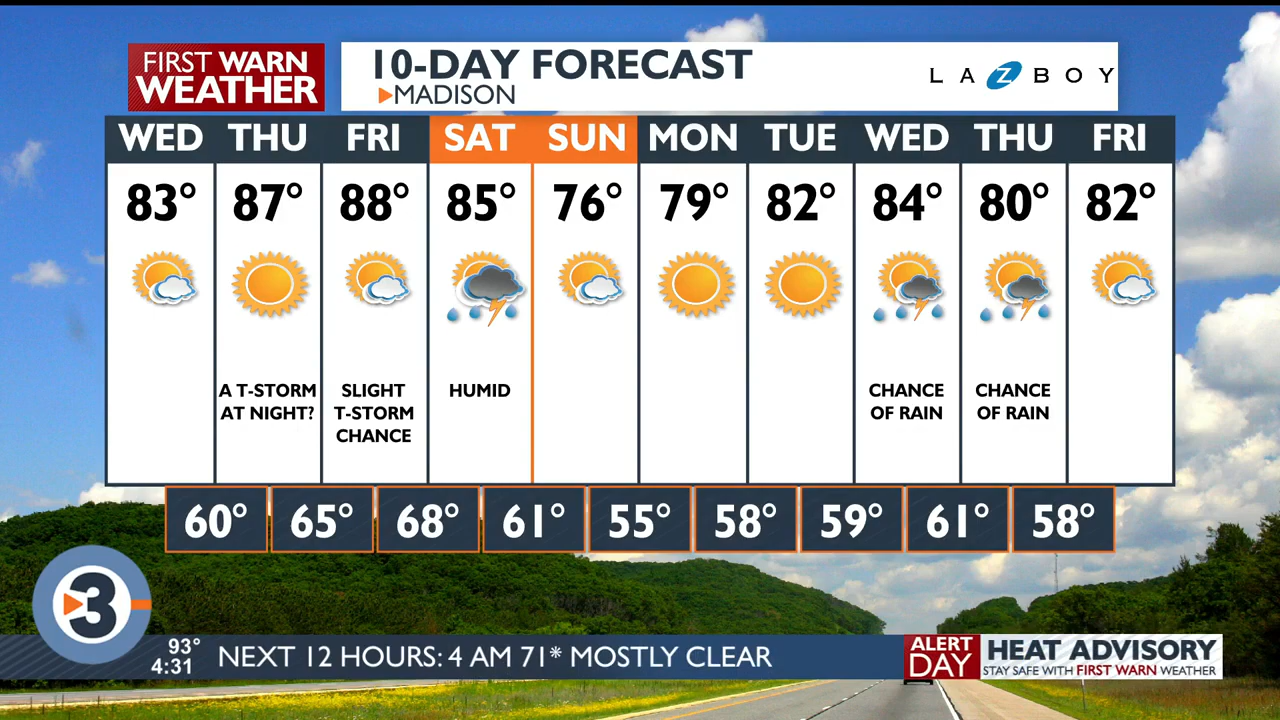 FIRST WARN
WEATHER
10-DAY FORECAST
MADISON
LA Z BOY
WED THU FRI SAT SUN MON TUE WED THU FRI
83° 87° 88° 85° 76° 79° 82° 84° 80° 82°
A T-STORM
AT NIGHT?
SLIGHT
T-STORM
CHANCE
HUMID
CHANCE
OF RAIN
CHANCE
OF RAIN
60° 65° 68° 61° 55° 58° 59° 61° 58°
3
93°
4:31
NEXT 12 HOURS: 4 AM 71* MOSTLY CLEAR
ALERT
DAY
HEAT ADVISORY
STAY SAFE WITH FIRST WARN WEATHER